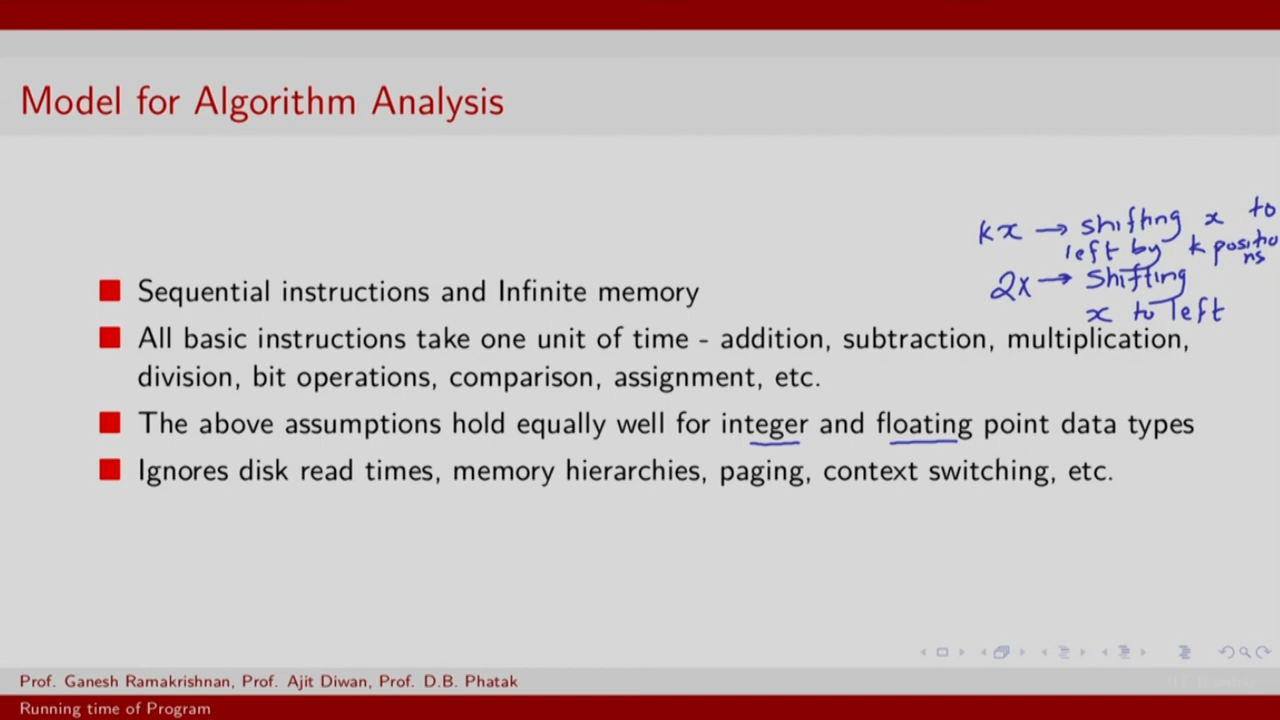 Model for Algorithm Analysis
kx → shifting x to
left by k positio
ns
2x → Shifting
x to left
Sequential instructions and Infinite memory
All basic instructions take one unit of time - addition, subtraction, multiplication,
division, bit operations, comparison, assignment, etc.
The above assumptions hold equally well for integer and floating point data types
Ignores disk read times, memory hierarchies, paging, context switching, etc.
Prof. Ganesh Ramakrishnan, Prof. Ajit Diwan, Prof. D.B. Phatak
Running time of Program